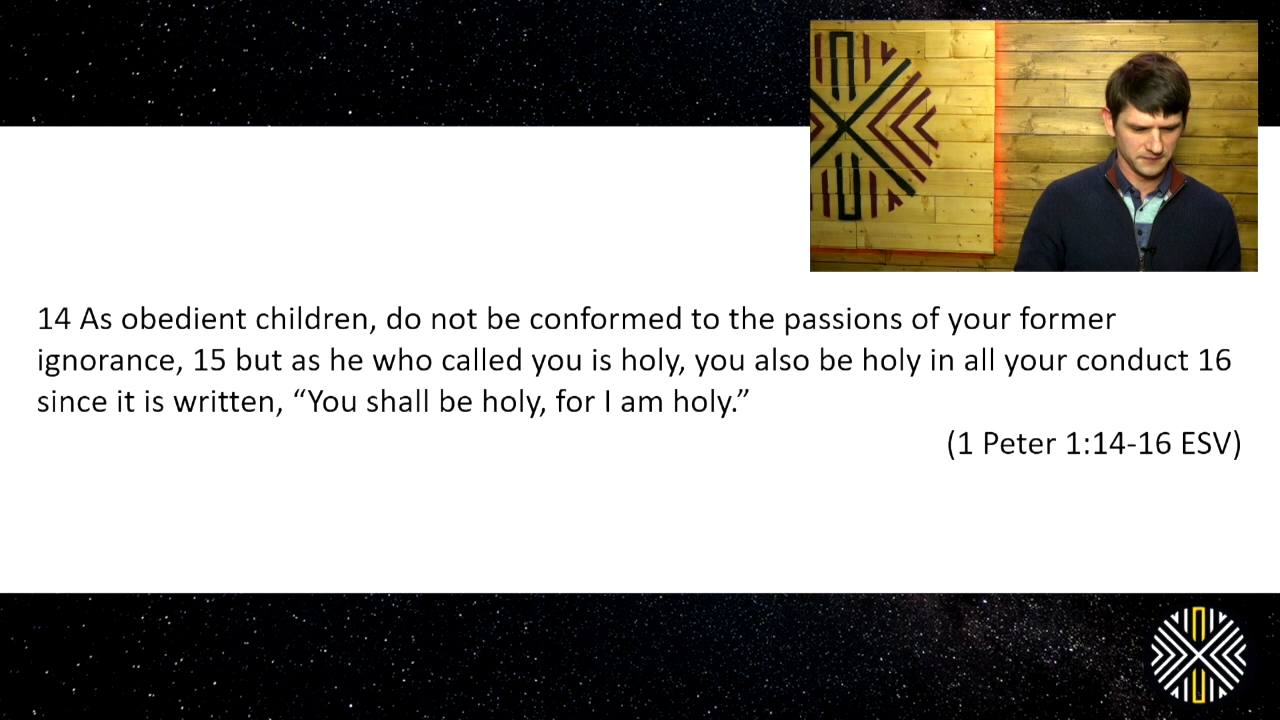 14 As obedient children, do not be conformed to the passions of your former
ignorance, 15 but as he who called you is holy, you also be holy in all your conduct 16
since it is written, “You shall be holy, for I am holy.”
(1 Peter 1:14-16 ESV)